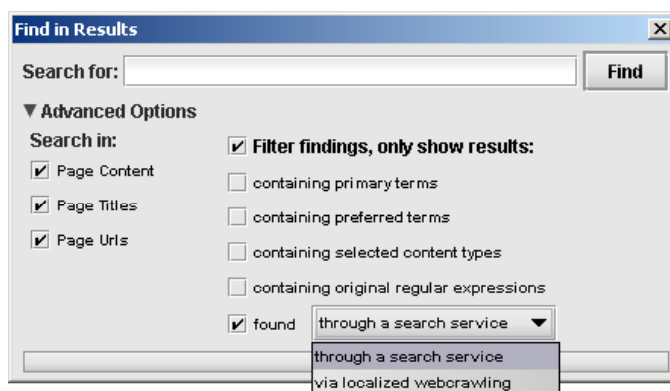 Find in Results
Search for:
Find
Advanced Options
Search in:
Page Content
Page Titles
Page Urls
Filter findings, only show results:
containing primary terms
containing preferred terms
containing selected content types
containing original regular expressions
found through a search service
through a search service
via localized webcrawling